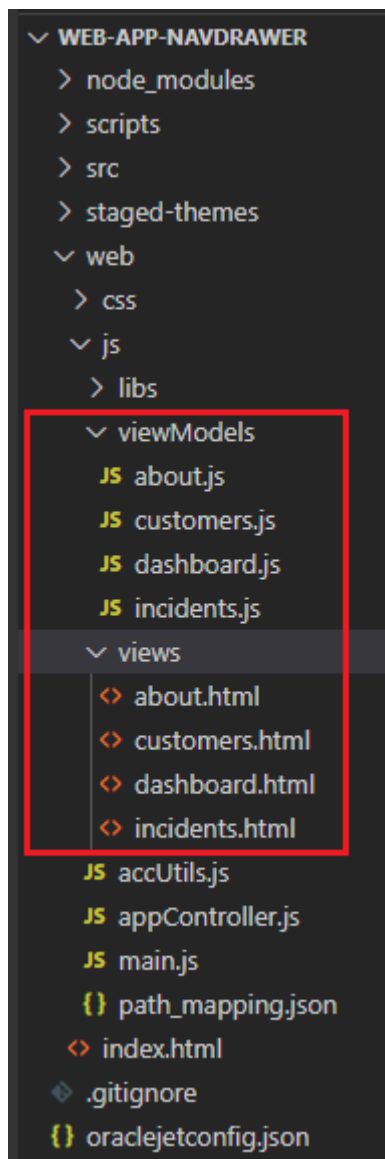 WEB-APP-NAVDRAWER
node_modules
scripts
src
staged-themes
web
css
js
libs
viewModels
JS about.js
JS customers.js
JS dashboard.js
JS incidents.js
views
<> about.html
<> customers.html
<> dashboard.html
<> incidents.html
JS accUtils.js
JS appController.js
JS main.js
{} path_mapping.json
<> index.html
.gitignore
{} oraclejetconfig.json